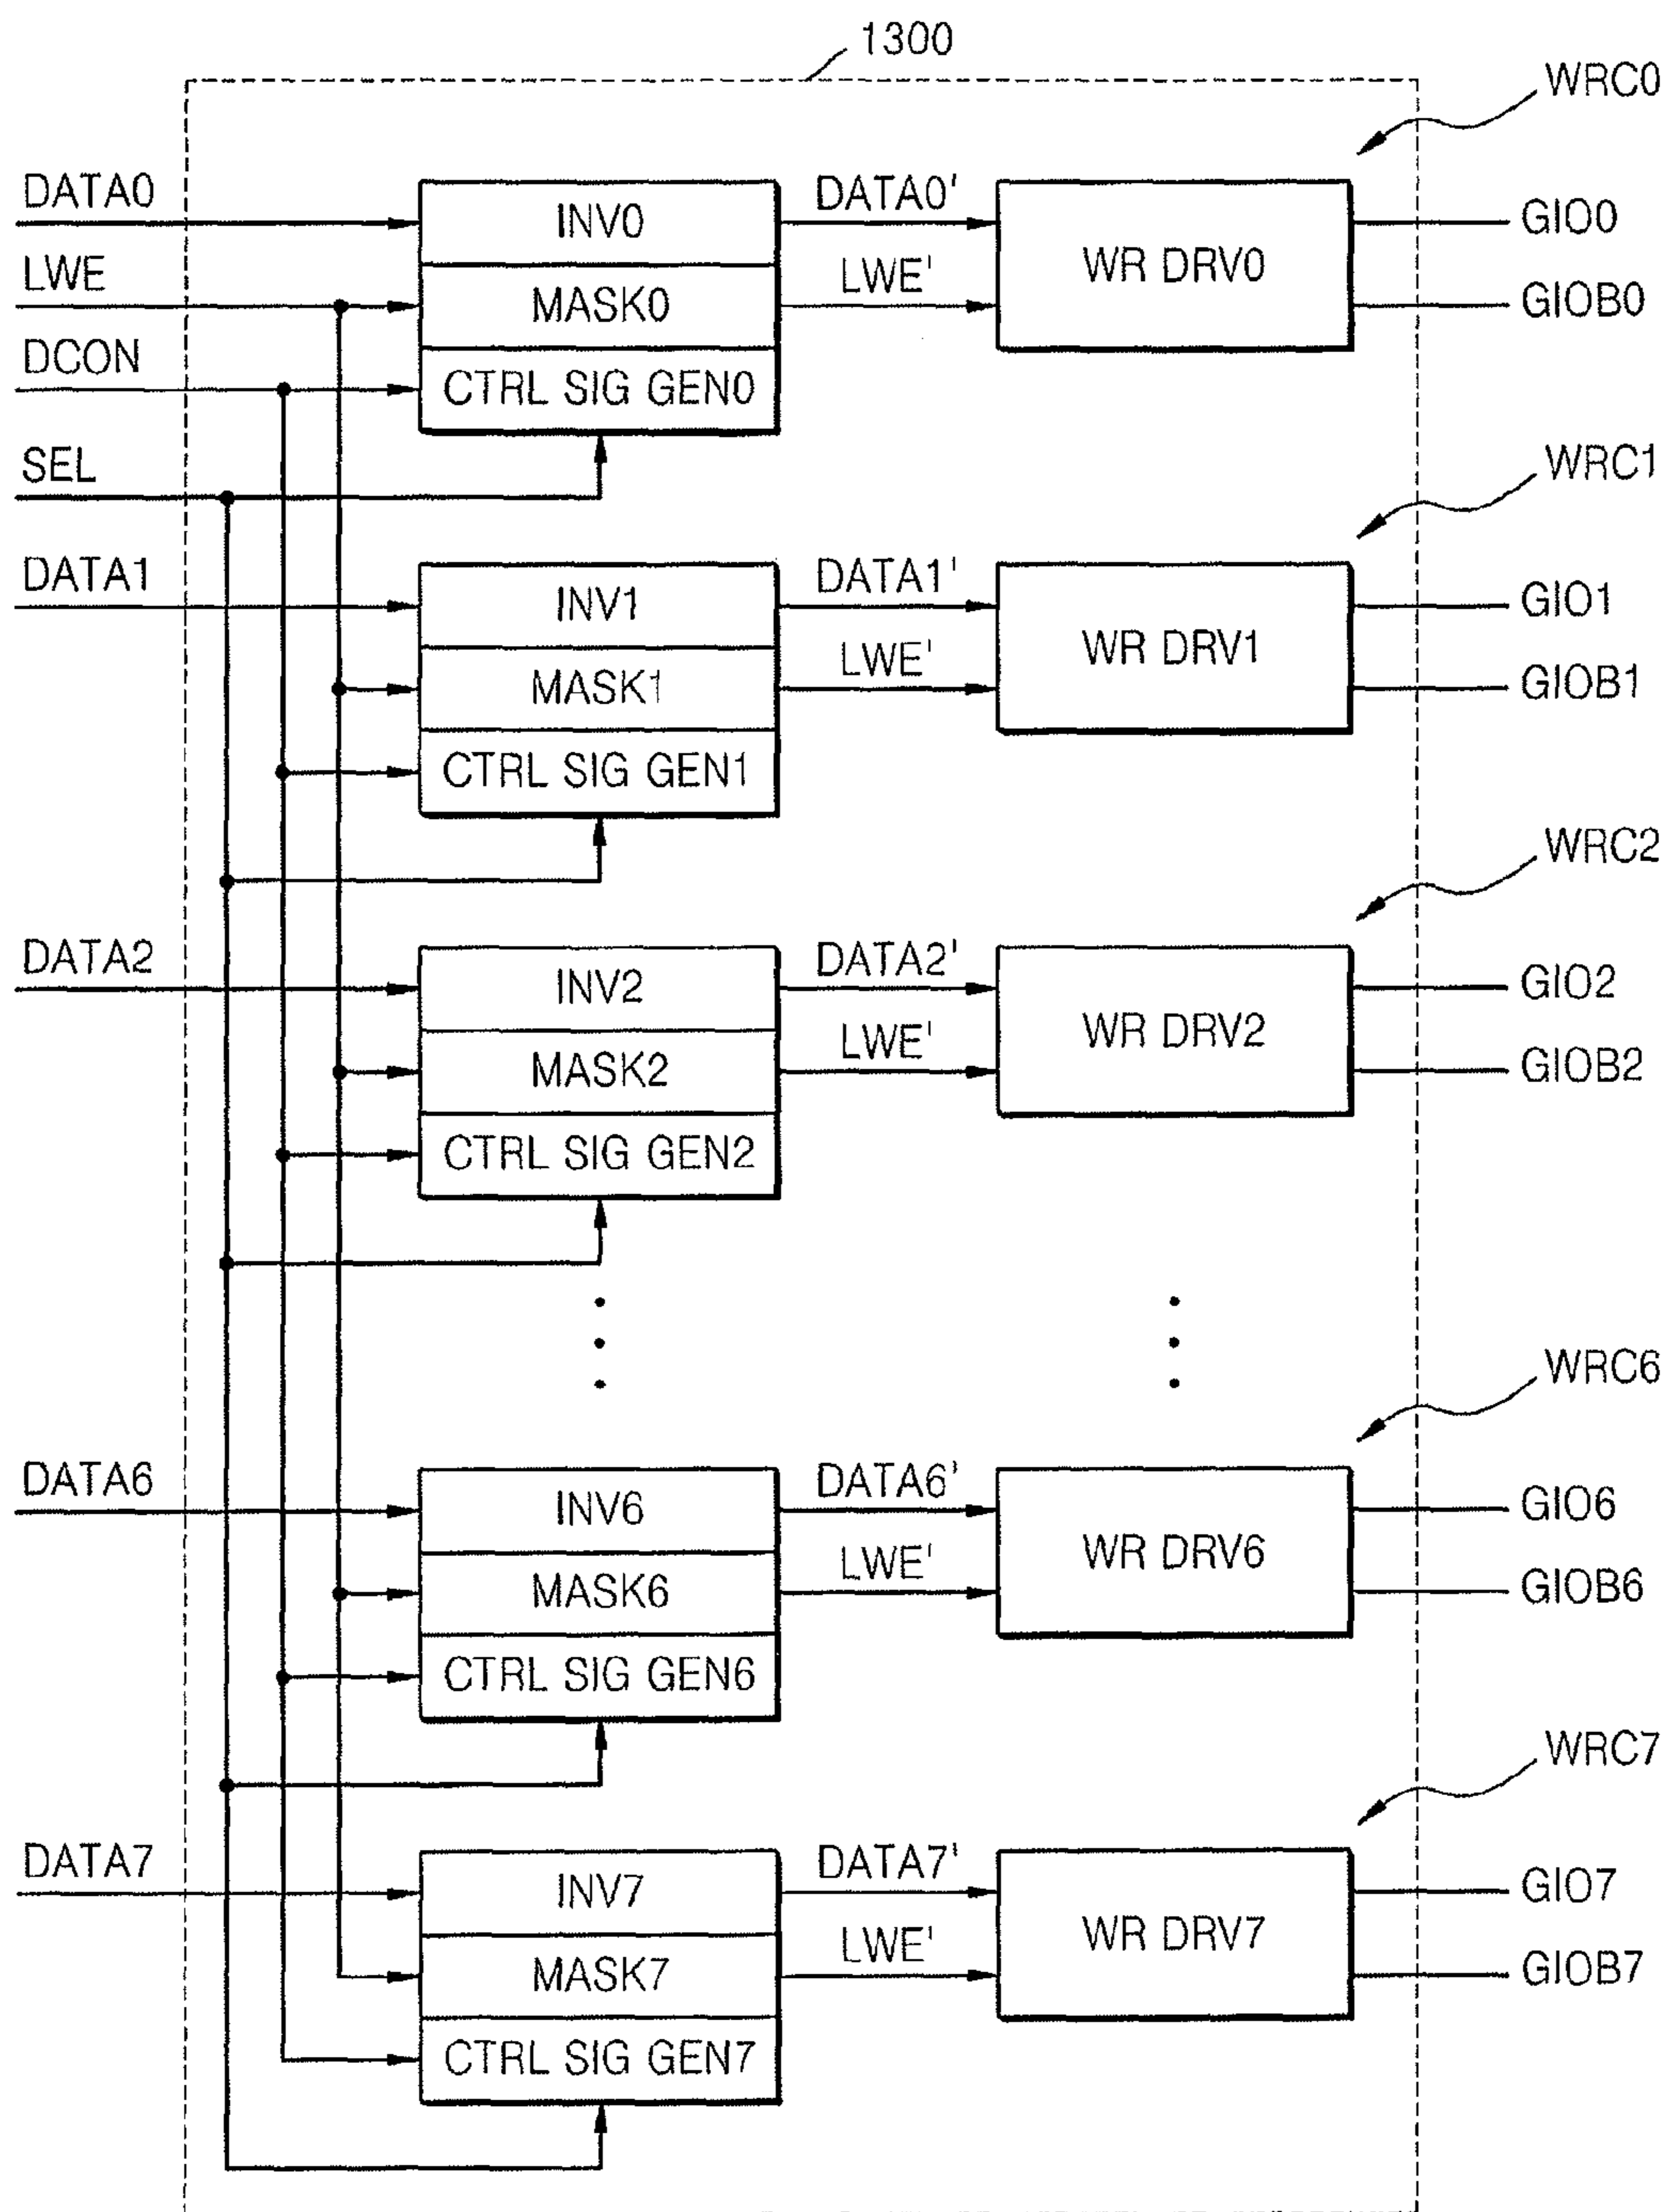 1300
WRC0
DATA0
INV0
DATA0'
GIO0
WR DRV0
LWE
MASK0
LWE'
GIOB0
DCON
CTRL SIG GEN0
SEL
WRC1
DATA1
INV1
DATA1'
GIO1
WR DRV1
MASK1
LWE'
GIOB1
CTRL SIG GEN1
WRC2
DATA2
INV2
DATA2'
GIO2
WR DRV2
MASK2
LWE'
GIOB2
CTRL SIG GEN2
WRC6
DATA6
INV6
DATA6'
GIO6
WR DRV6
MASK6
LWE'
GIOB6
CTRL SIG GEN6
WRC7
DATA7
INV7
DATA7'
GIO7
WR DRV7
MASK7
LWE'
GIOB7
CTRL SIG GEN7